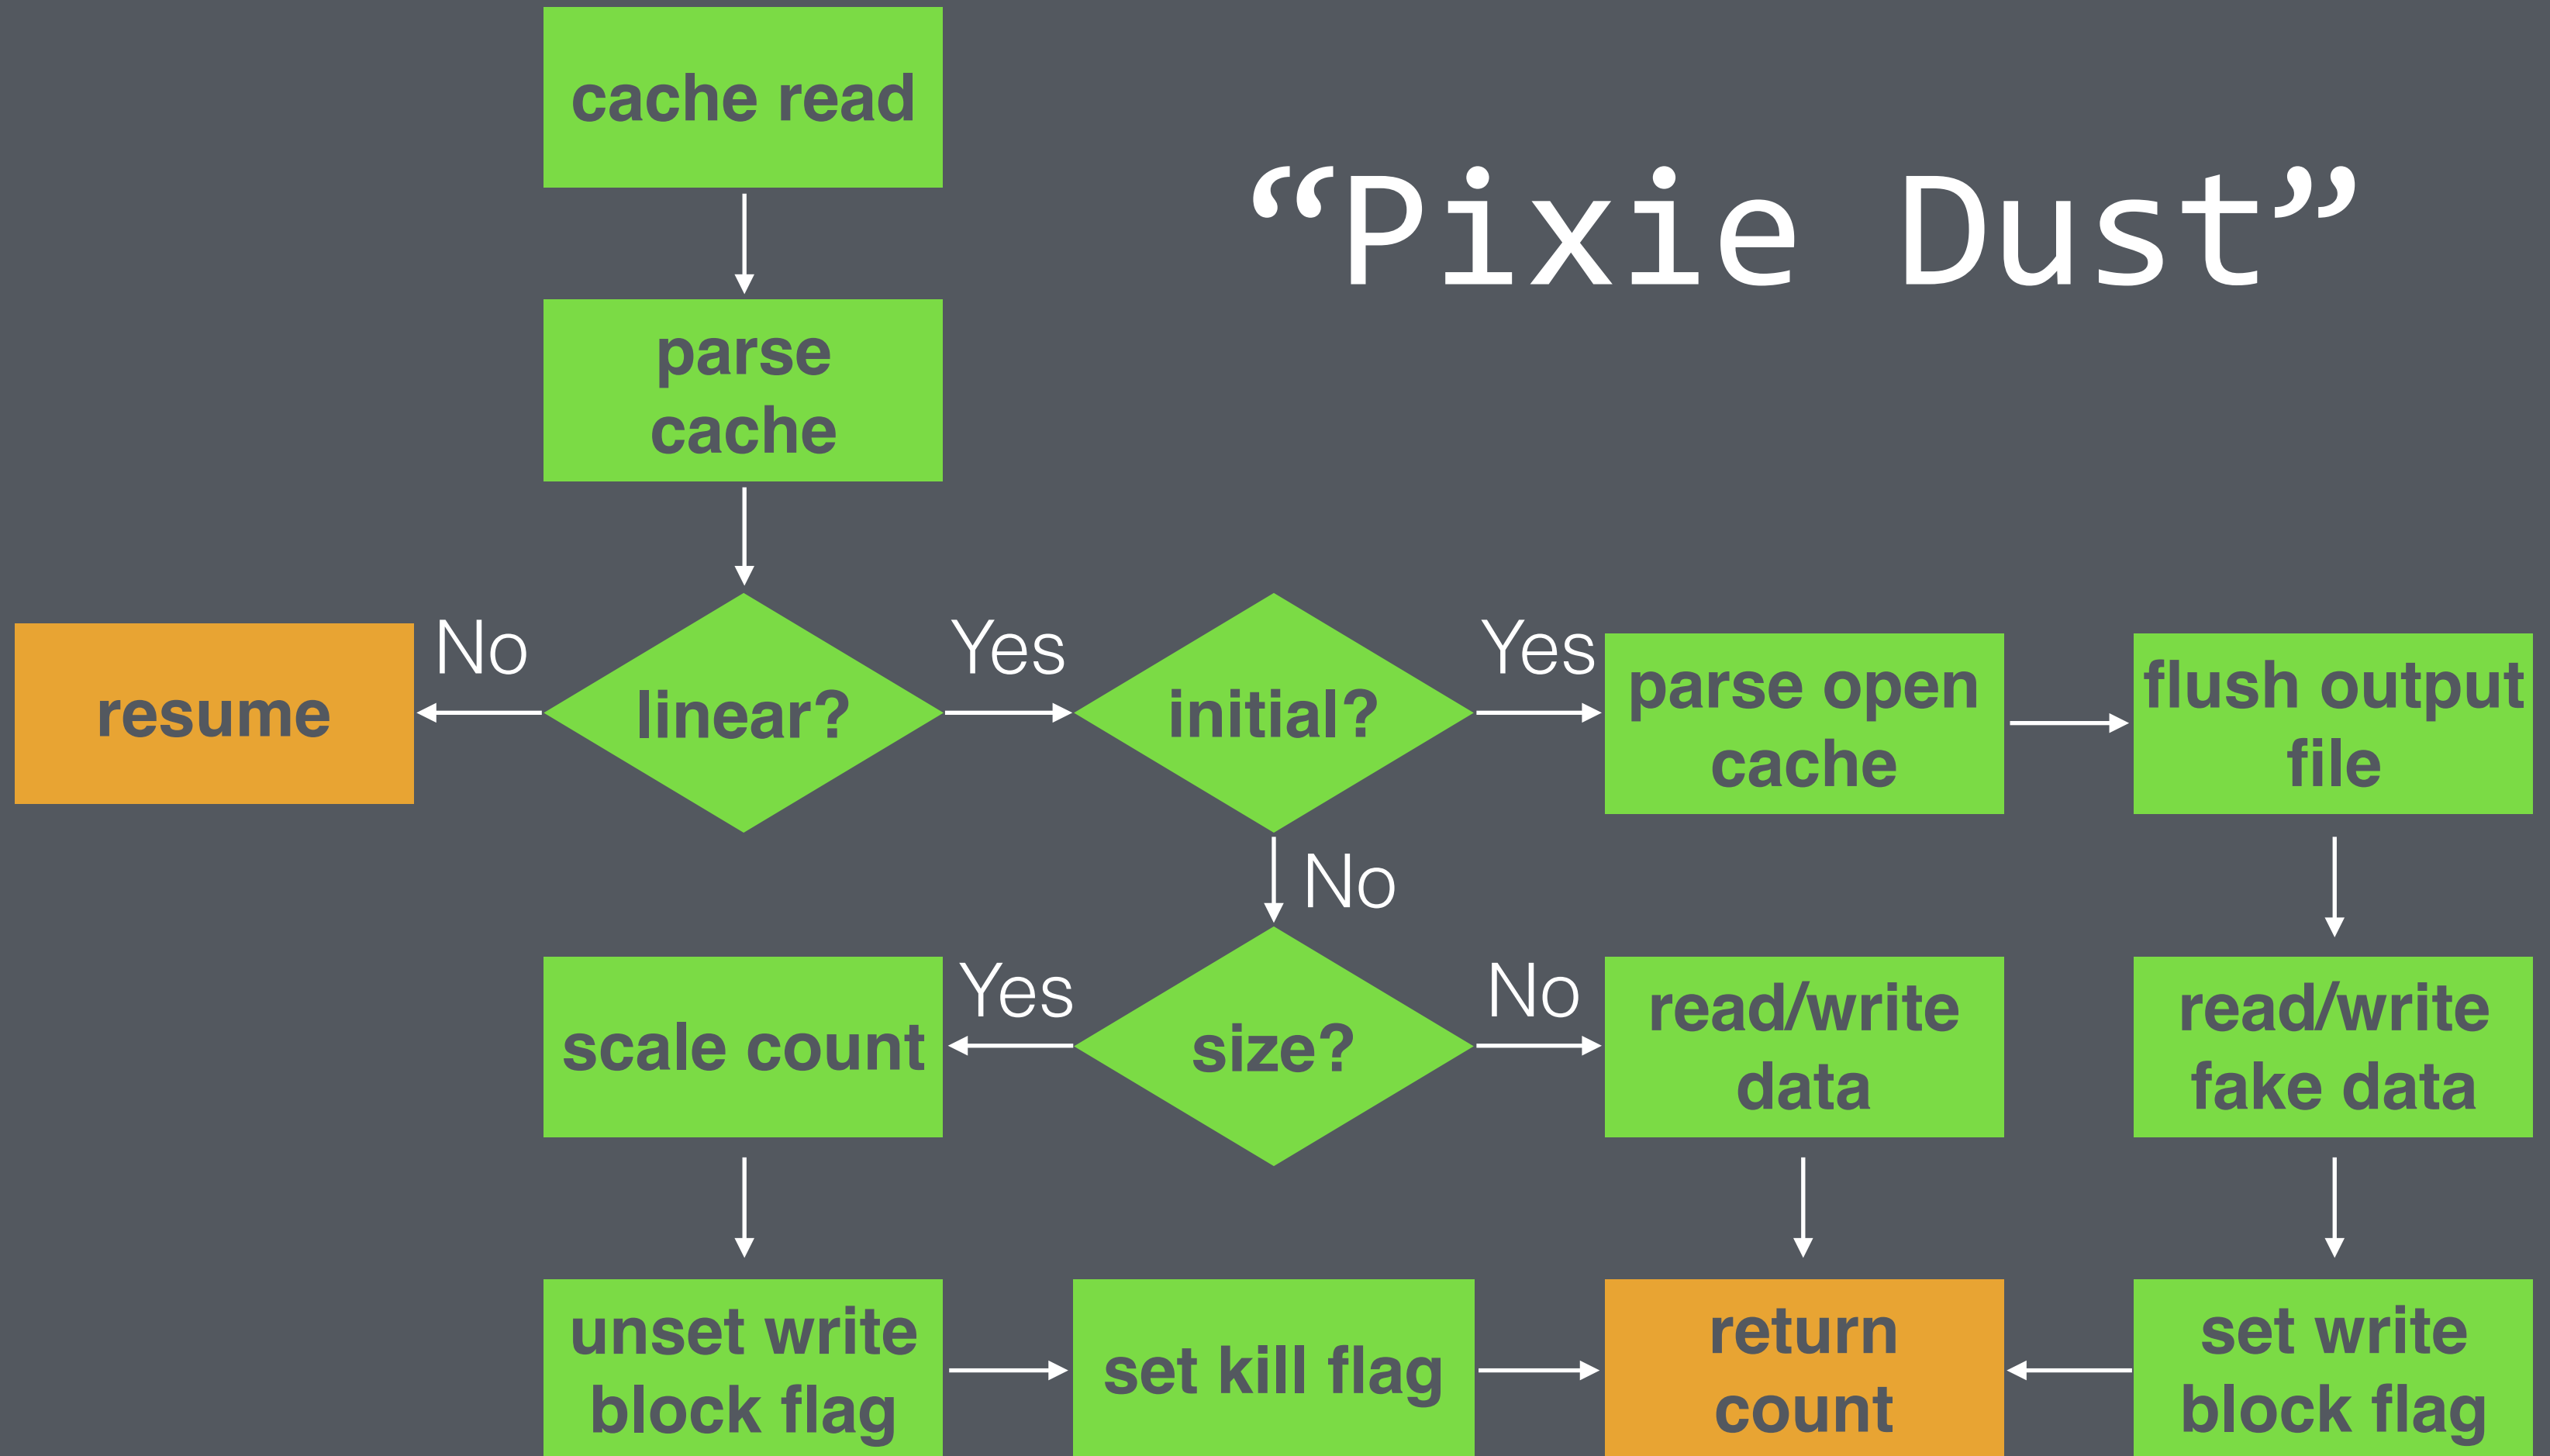 cache read
“Pixie Dust”
parse
cache
No
Yes
Yes
resume
linear?
initial?
parse open
cache
flush output
file
No
Yes
No
scale count
size?
read/write
data
read/write
fake data
unset write
block flag
set kill flag
return
count
set write
block flag